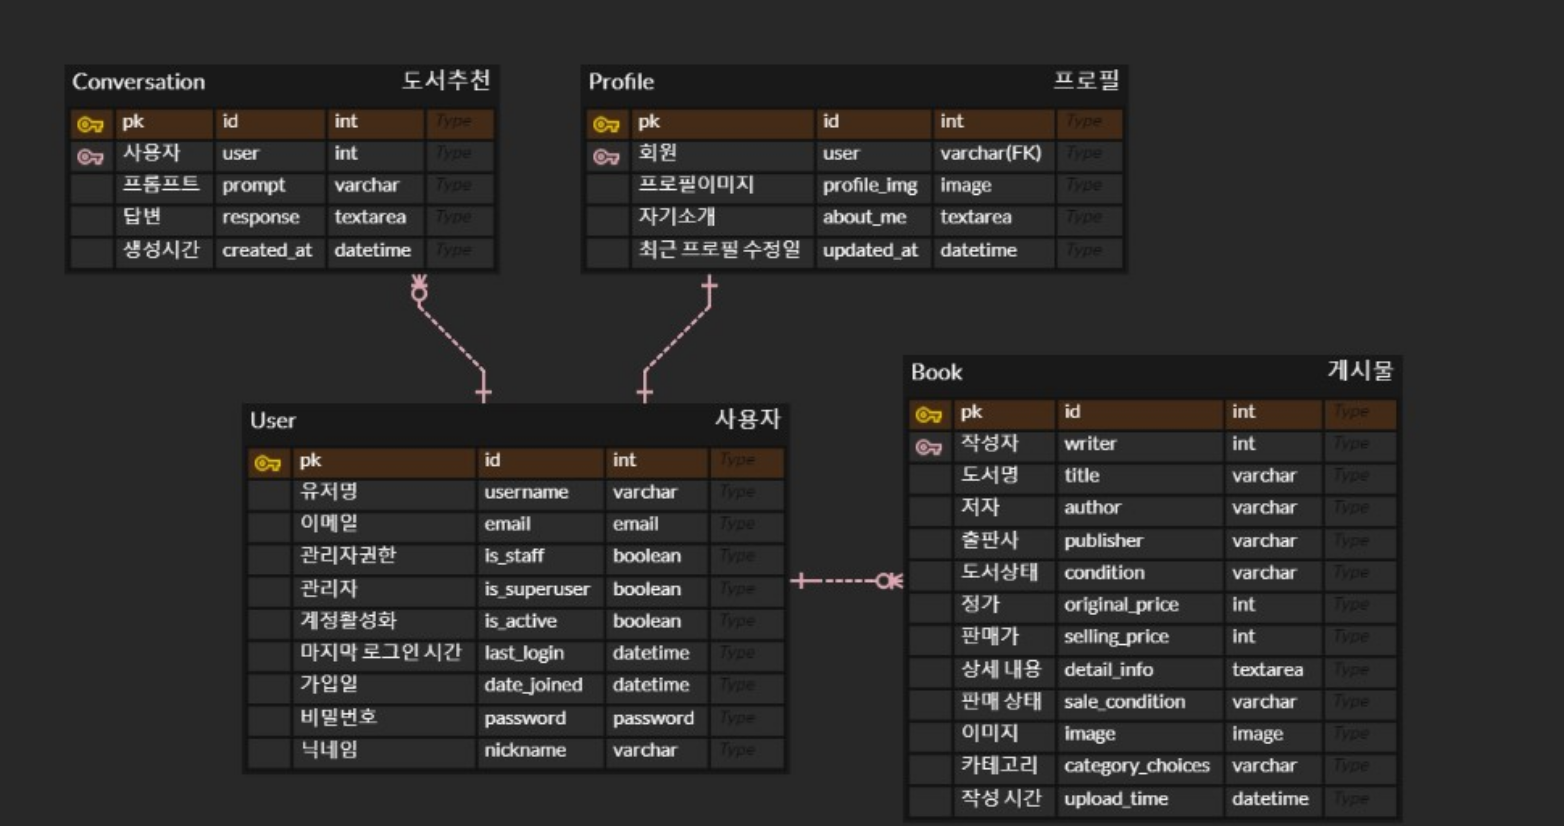 Conversation 도서추천
pk id int Type
사용자 user int Type
프롬프트 prompt varchar Type
답변 response textarea Type
생성시간 created_at datetime Type
Profile 프로필
pk id int Type
회원 user varchar(FK) Type
프로필이미지 profile_img image Type
자기소개 about_me textarea Type
최근 프로필 수정일 updated_at datetime Type
User 사용자
pk id int Type
유저명 username varchar Type
이메일 email email Type
관리자권한 is_staff boolean Type
관리자 is_superuser boolean Type
계정활성화 is_active boolean Type
마지막 로그인 시간 last_login datetime Type
가입일 date_joined datetime Type
비밀번호 password password Type
닉네임 nickname varchar Type
Book 게시물
pk id int Type
작성자 writer int Type
도서명 title varchar Type
저자 author varchar Type
출판사 publisher varchar Type
도서상태 condition varchar Type
정가 original_price int Type
판매가 selling_price int Type
상세 내용 detail_info textarea Type
판매 상태 sale_condition varchar Type
이미지 image image Type
카테고리 category_choices varchar Type
작성 시간 upload_time datetime Type